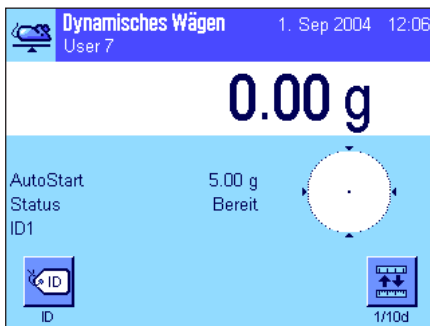 Dynamisches Wägen 1. Sep 2004 12:06
User 7
0.00 g
AutoStart 5.00 g
Status Bereit
ID1
ID
ID 1/10d